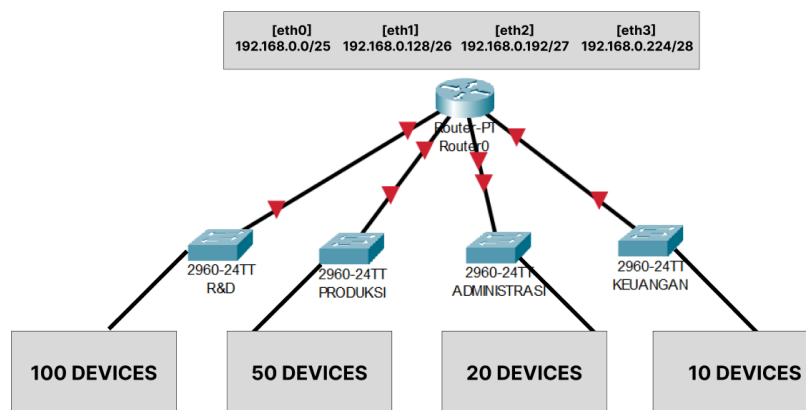 [eth0] [eth1] [eth2] [eth3]
192.168.0.0/25 192.168.0.128/26 192.168.0.192/27 192.168.0.224/28
Router-PT
Router0
2960-24TT
R&D
2960-24TT
PRODUKSI
2960-24TT
ADMINISTRASI
2960-24TT
KEUANGAN
100 DEVICES
50 DEVICES
20 DEVICES
10 DEVICES